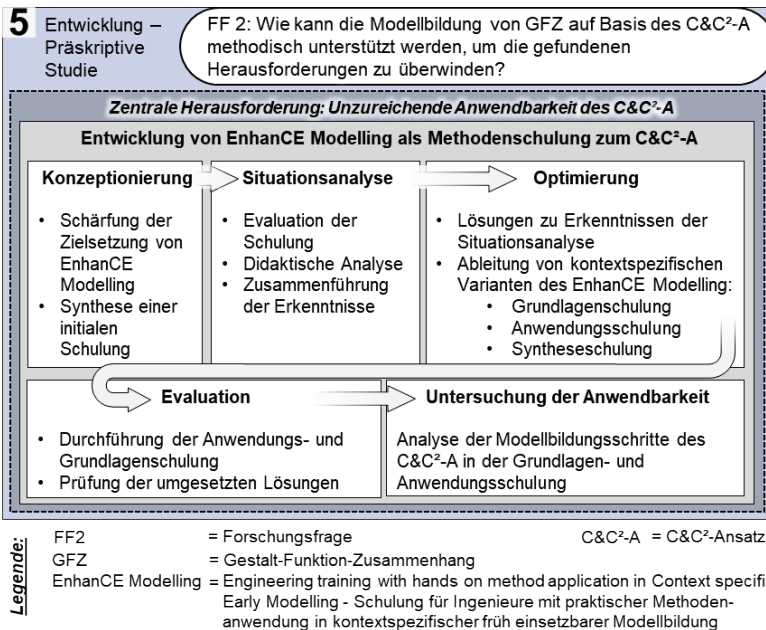 5 Entwicklung –
Präskriptive
Studie
FF 2: Wie kann die Modellbildung von GFZ auf Basis des C&C²-A
methodisch unterstützt werden, um die gefundenen
Herausforderungen zu überwinden?
Zentrale Herausforderung: Unzureichende Anwendbarkeit des C&C²-A
Entwicklung von EnhanCE Modelling als Methodenschulung zum C&C²-A
Konzeptionierung
• Schärfung der
Zielsetzung von
EnhanCE
Modelling
• Synthese einer
initialen
Schulung
Situationsanalyse
• Evaluation der
Schulung
• Didaktische Analyse
• Zusammenführung
der Erkenntnisse
Optimierung
• Lösungen zu Erkenntnissen der
Situationsanalyse
• Ableitung von kontextspezifischen
Varianten des EnhanCE Modelling:
• Grundlagenschulung
• Anwendungsschulung
• Syntheseschulung
Evaluation
• Durchführung der Anwendungs- und
Grundlagenschulung
• Prüfung der umgesetzten Lösungen
Untersuchung der Anwendbarkeit
Analyse der Modellbildungsschritte des
C&C²-A in der Grundlagen- und
Anwendungsschulung
Legende:
FF2 = Forschungsfrage C&C²-A = C&C²-Ansatz
GFZ = Gestalt-Funktion-Zusammenhang
EnhanCE Modelling = Engineering training with hands on method application in Context specifi
Early Modelling - Schulung für Ingenieure mit praktischer Methoden-
anwendung in kontextspezifischer früh einsetzbarer Modellbildung